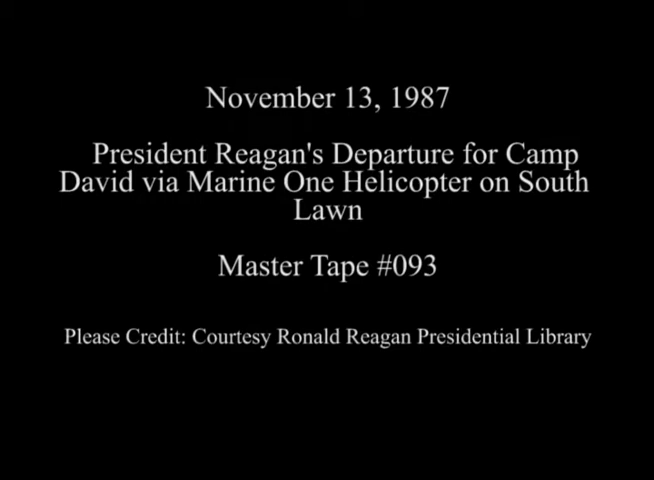 November 13, 1987
President Reagan's Departure for Camp
David via Marine One Helicopter on South
Lawn
Master Tape #093
Please Credit: Courtesy Ronald Reagan Presidential Library